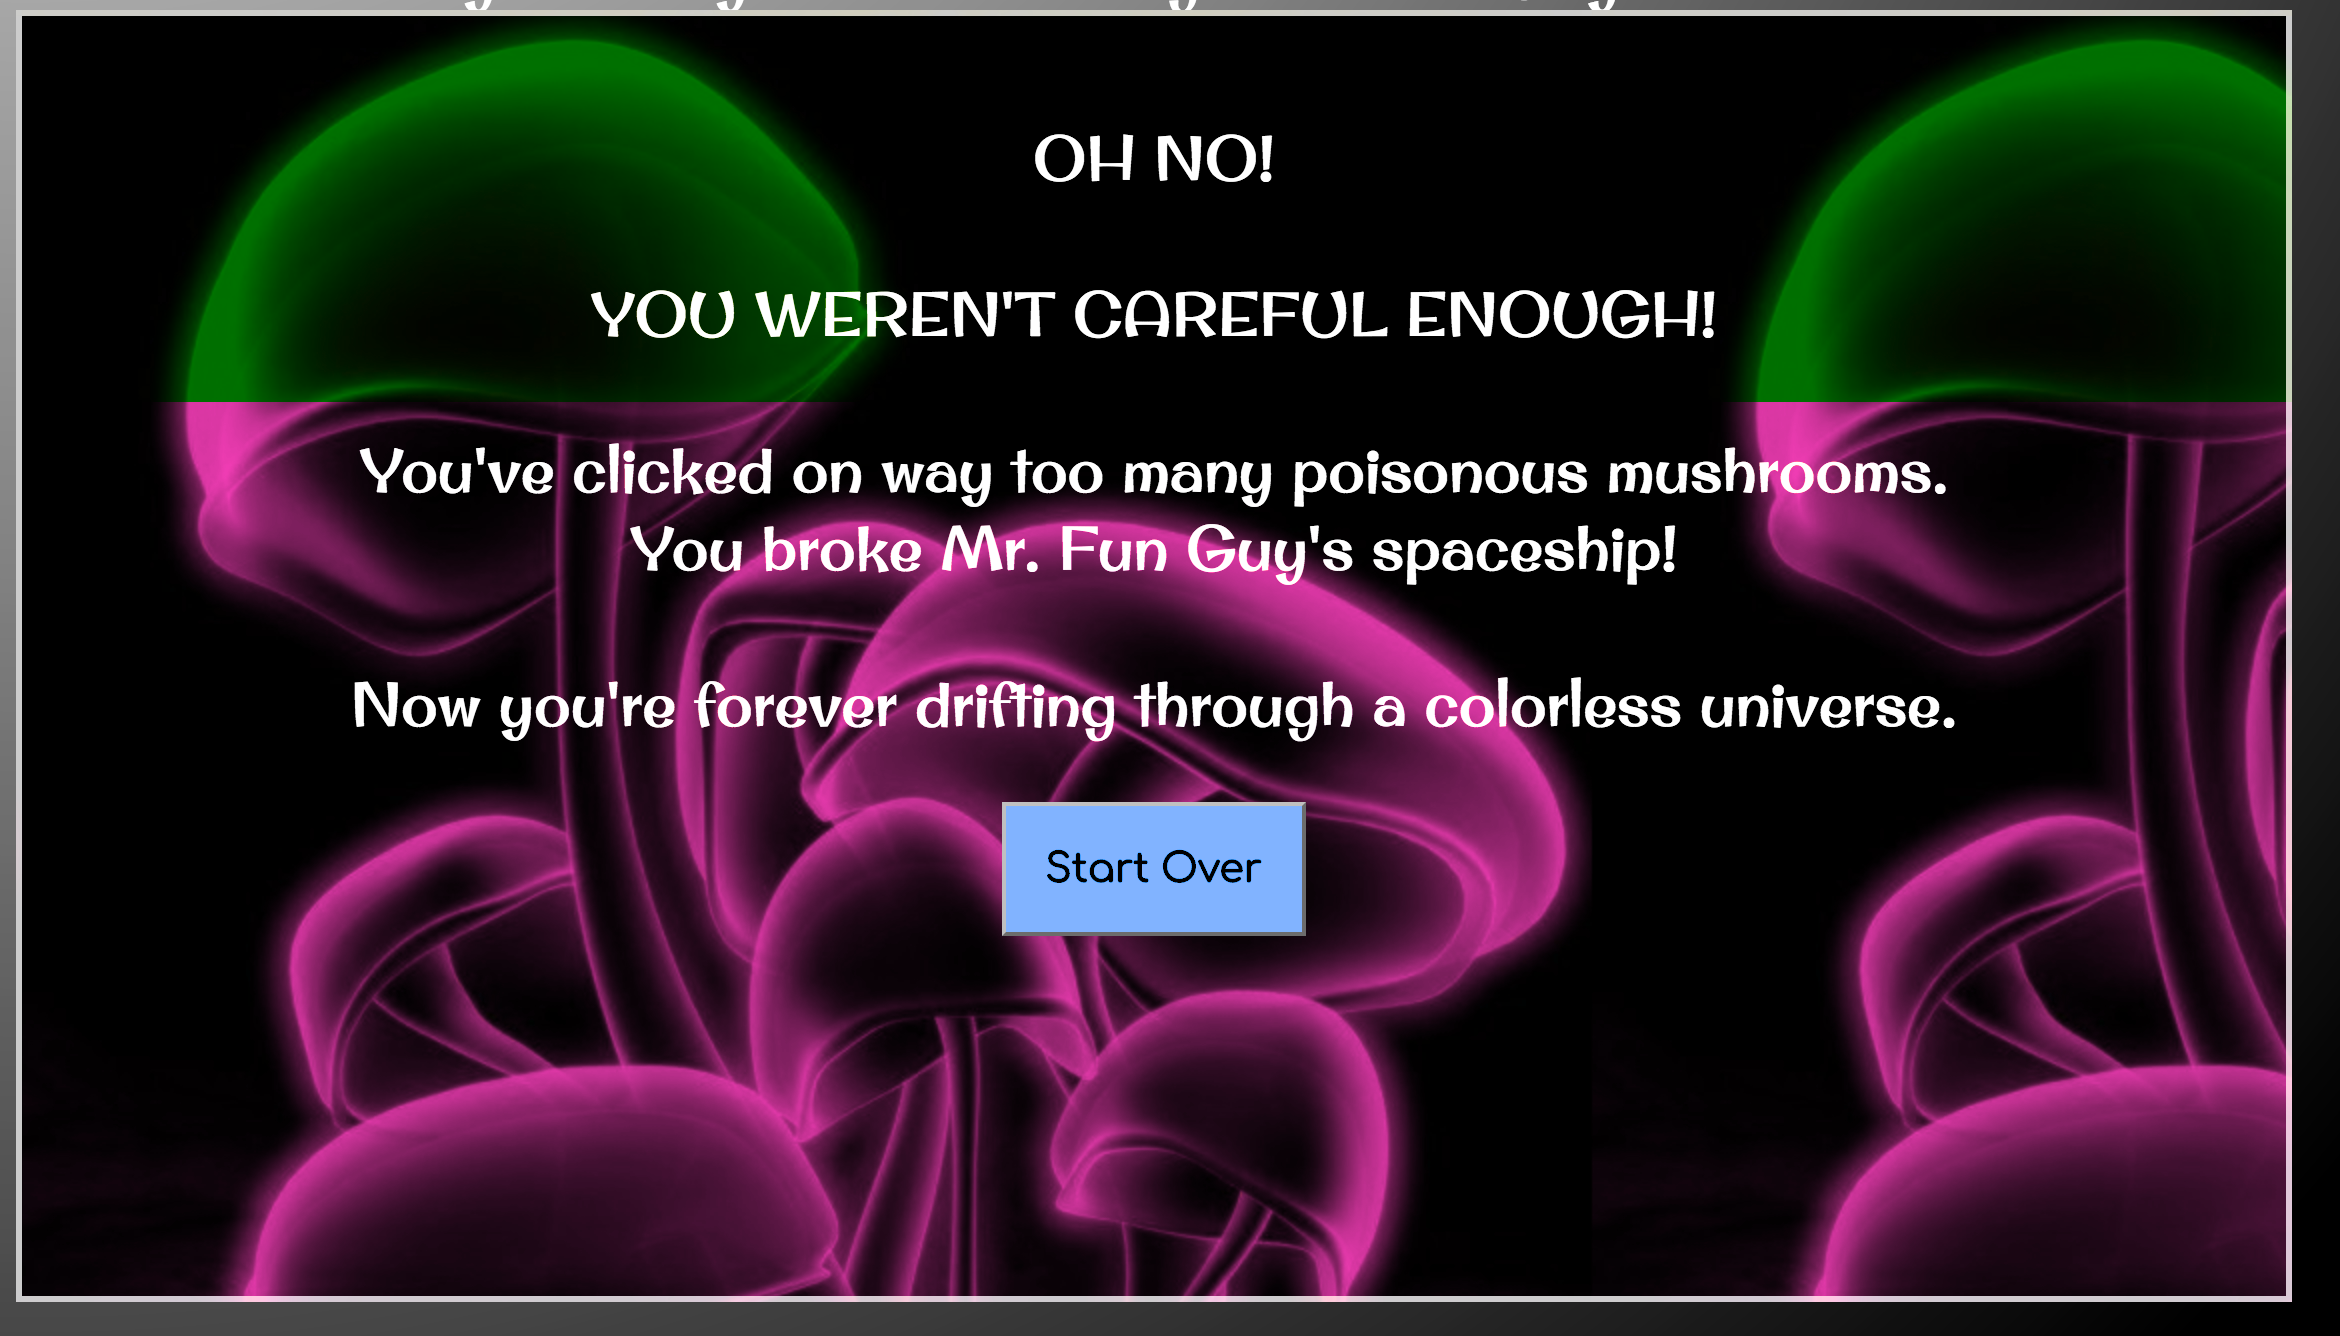 OH NO!
YOU WEREN'T CAREFUL ENOUGH!
You've clicked on way too many poisonous mushrooms.
You broke Mr. Fun Guy's spaceship!
Now you're forever drifting through a colorless universe.
Start Over